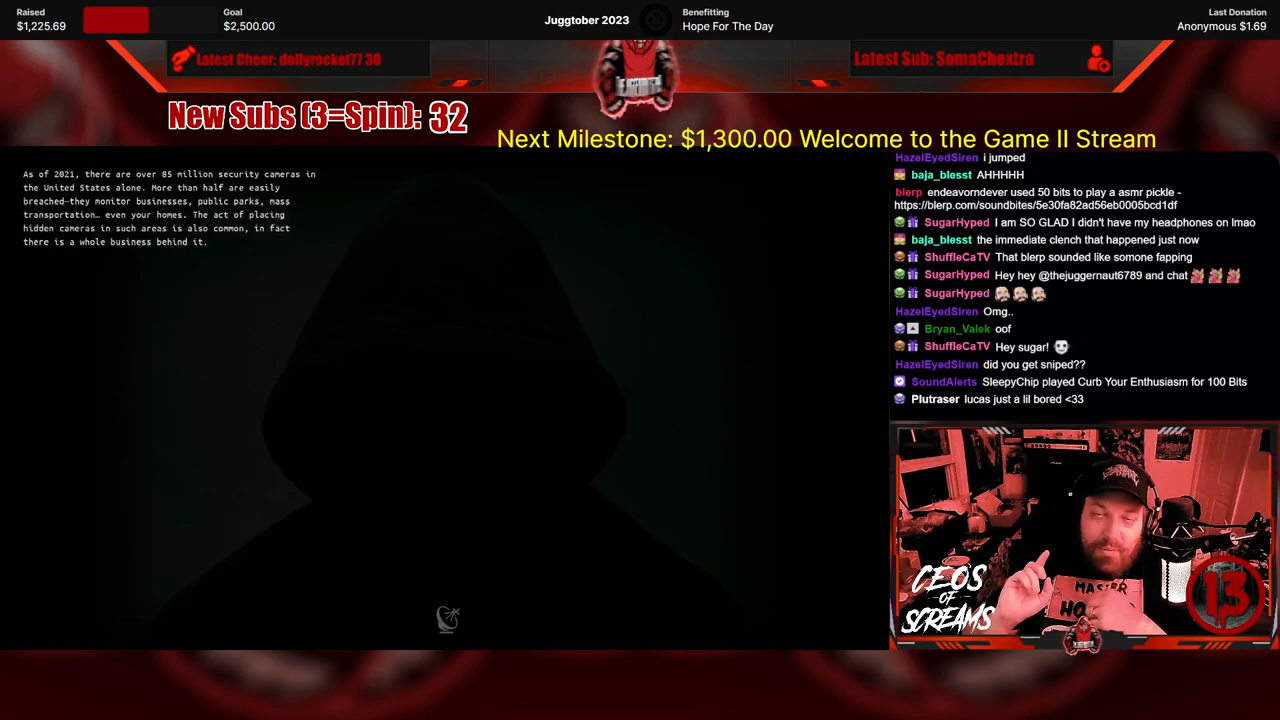 Raised
$1,225.69
Goal
$2,500.00
Juggtober 2023
Benefitting
Hope For The Day
Last Donation
Anonymous $1.69
Latest Cheer: dollyrocket77 30
Latest Sub: SomaChextra
New Subs (3=Spin): 32
Next Milestone: $1,300.00 Welcome to the Game II Stream
As of 2021, there are over 85 million security cameras in
the United States alone. More than half are easily
breached—they monitor businesses, public parks, mass
transportation… even your homes. The act of placing
hidden cameras in such areas is also common, in fact
there is a whole business behind it.
HazelEyedSiren i jumped
baja_blesst AHHHHH
blerp endeavorndever used 50 bits to play a asmr pickle -
https://blerp.com/soundbites/5e30fa82ad56eb0005bcd1df
SugarHyped I am SO GLAD I didn't have my headphones on lmao
baja_blesst the immediate clench that happened just now
ShuffleCaTV That blerp sounded like somone fapping
SugarHyped Hey hey @thejuggernaut6789 and chat
SugarHyped
HazelEyedSiren Omg..
Bryan_Valek oof
ShuffleCaTV Hey sugar!
HazelEyedSiren did you get sniped??
SoundAlerts SleepyChip played Curb Your Enthusiasm for 100 Bits
Plutraser lucas just a lil bored <33
CEOS
OF
SCREAMS
MASTER
13